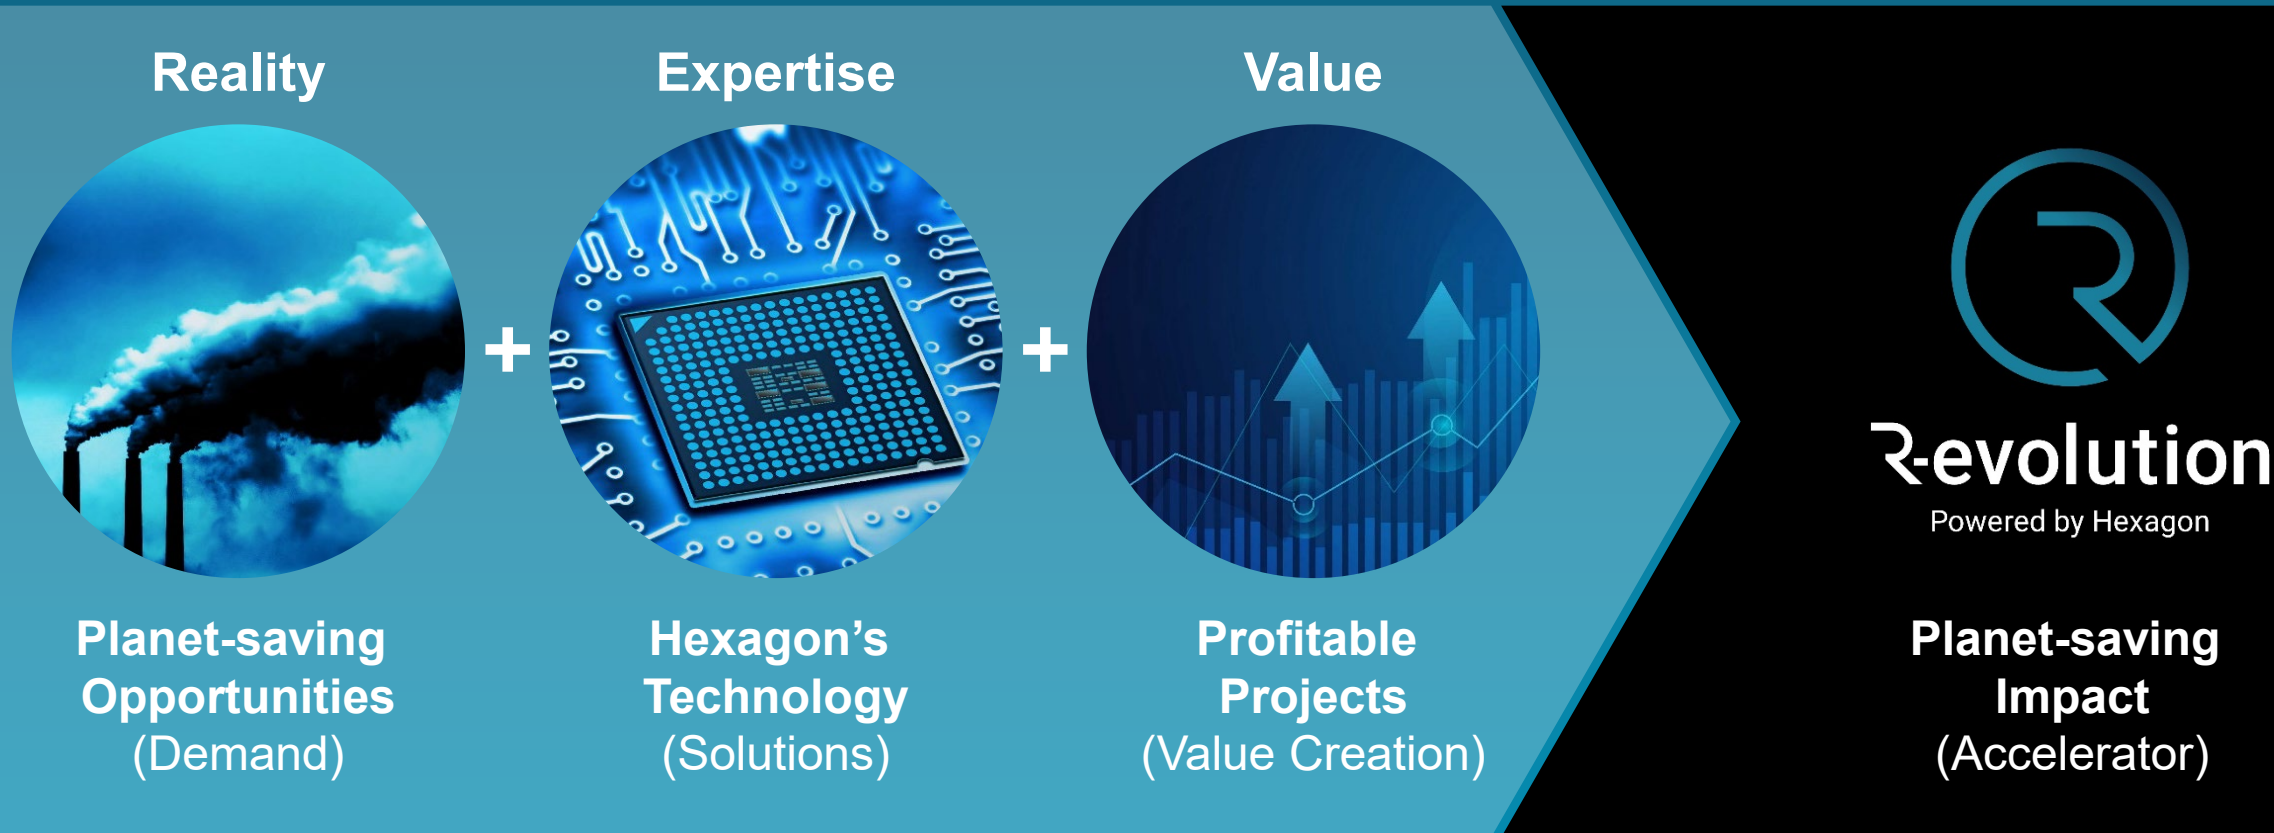 Reality
Planet-saving
Opportunities
(Demand)
+
Expertise
Hexagon’s
Technology
(Solutions)
+
Value
Profitable
Projects
(Value Creation)
R-evolution
Powered by Hexagon
Planet-saving
Impact
(Accelerator)